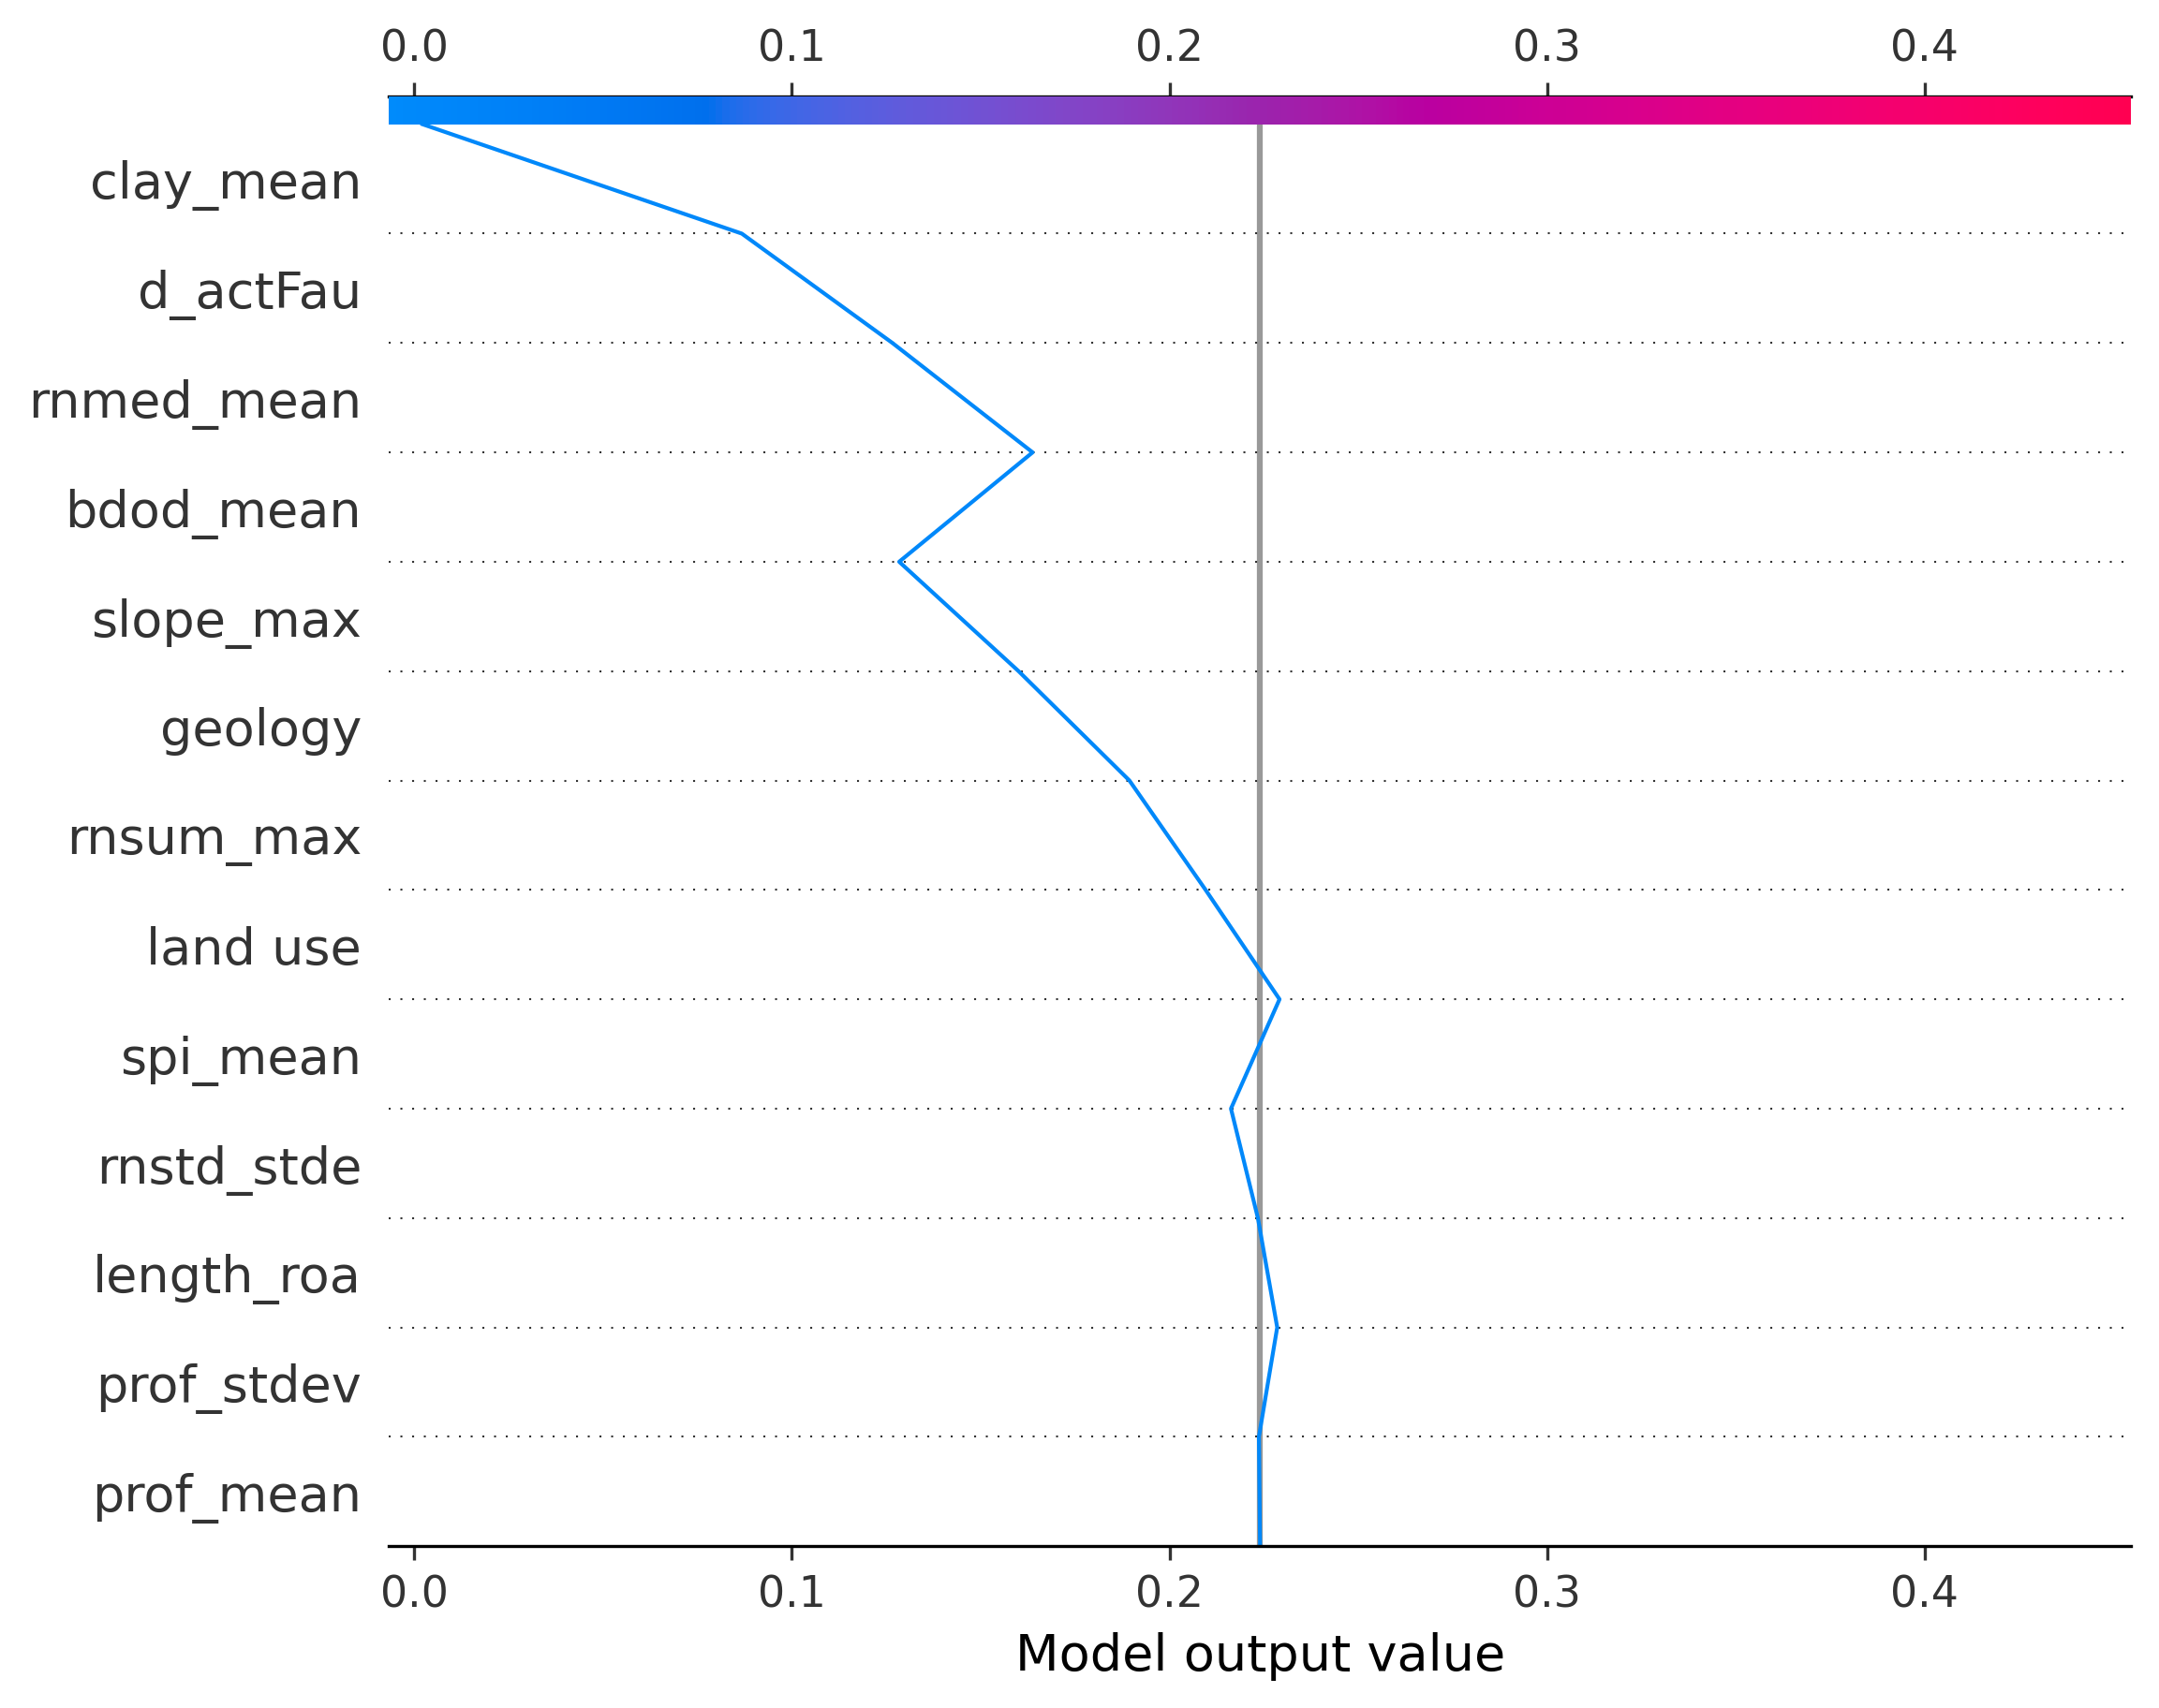 0.0 0.1 0.2 0.3 0.4
clay_mean
d_actFau
rnmed_mean
bdod_mean
slope_max
geology
rnsum_max
land use
spi_mean
rnstd_stde
length_roa
prof_stdev
prof_mean
0.0 0.1 0.2 0.3 0.4
Model output value